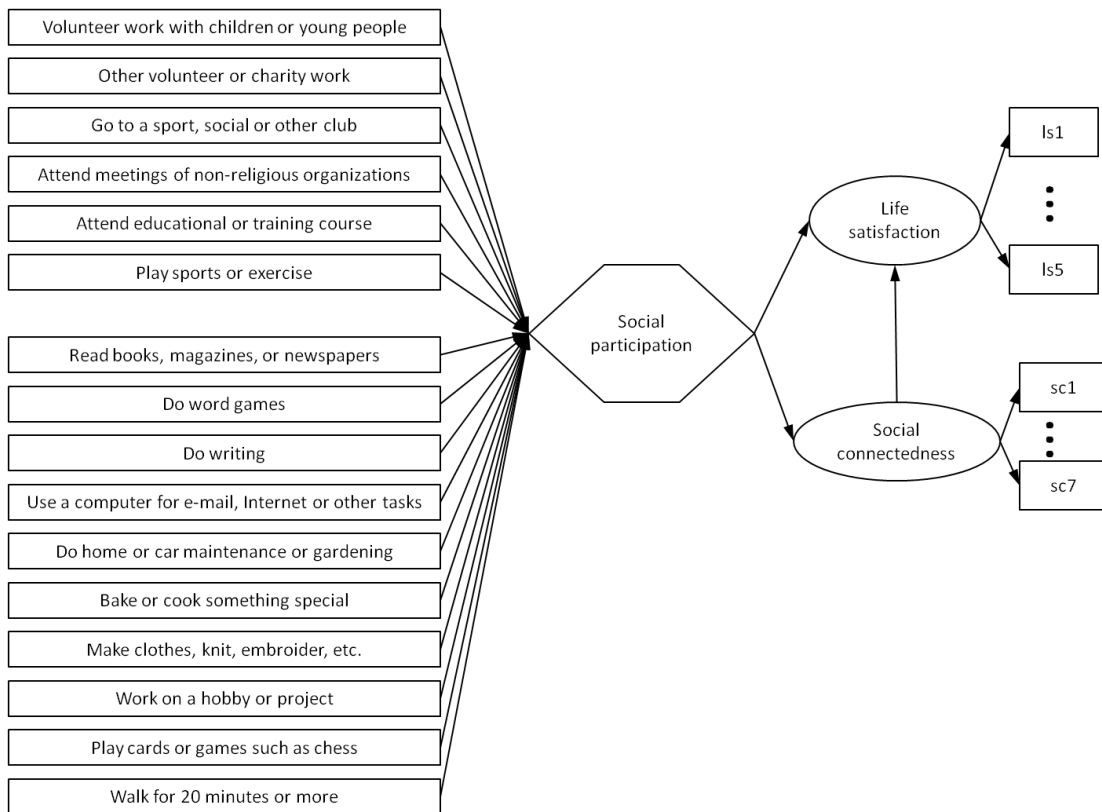 Volunteer work with children or young people
Other volunteer or charity work
Go to a sport, social or other club
Attend meetings of non-religious organizations
Attend educational or training course
Play sports or exercise
Read books, magazines, or newspapers
Do word games
Do writing
Use a computer for e-mail, Internet or other tasks
Do home or car maintenance or gardening
Bake or cook something special
Make clothes, knit, embroider, etc.
Work on a hobby or project
Play cards or games such as chess
Walk for 20 minutes or more
Social
participation
Life
satisfaction
Social
connectedness
ls1
ls5
sc1
sc7